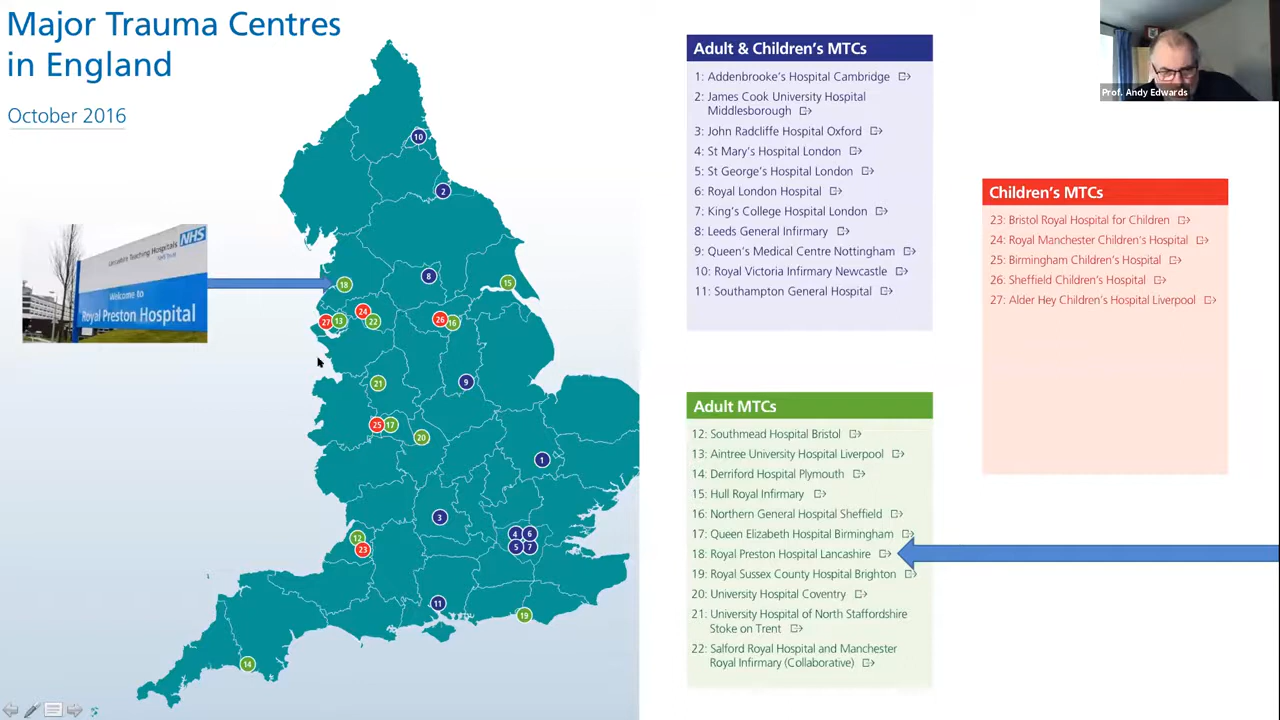 Major Trauma Centres
in England
October 2016
Lancashire Teaching Hospitals
NHS
Welcome to
Royal Preston Hospital
10
2
18
8
15
24
27
13
22
26
16
21
9
25
17
20
1
3
4
6
5
7
12
23
11
19
14
Adult & Children's MTCs
1: Addenbrooke's Hospital Cambridge
2: James Cook University Hospital
Middlesborough
3: John Radcliffe Hospital Oxford
4: St Mary's Hospital London
5: St George's Hospital London
6: Royal London Hospital
7: King's College Hospital London
8: Leeds General Infirmary
9: Queen's Medical Centre Nottingham
10: Royal Victoria Infirmary Newcastle
11: Southampton General Hospital
Adult MTCs
12: Southmead Hospital Bristol
13: Aintree University Hospital Liverpool
14: Derriford Hospital Plymouth
15: Hull Royal Infirmary
16: Northern General Hospital Sheffield
17: Queen Elizabeth Hospital Birmingham
18: Royal Preston Hospital Lancashire
19: Royal Sussex County Hospital Brighton
20: University Hospital Coventry
21: University Hospital of North Staffordshire
Stoke on Trent
22: Salford Royal Hospital and Manchester
Royal Infirmary (Collaborative)
Children's MTCs
23: Bristol Royal Hospital for Children
24: Royal Manchester Children's Hospital
25: Birmingham Children's Hospital
26: Sheffield Children's Hospital
27: Alder Hey Children's Hospital Liverpool
Prof. Andy Edwards